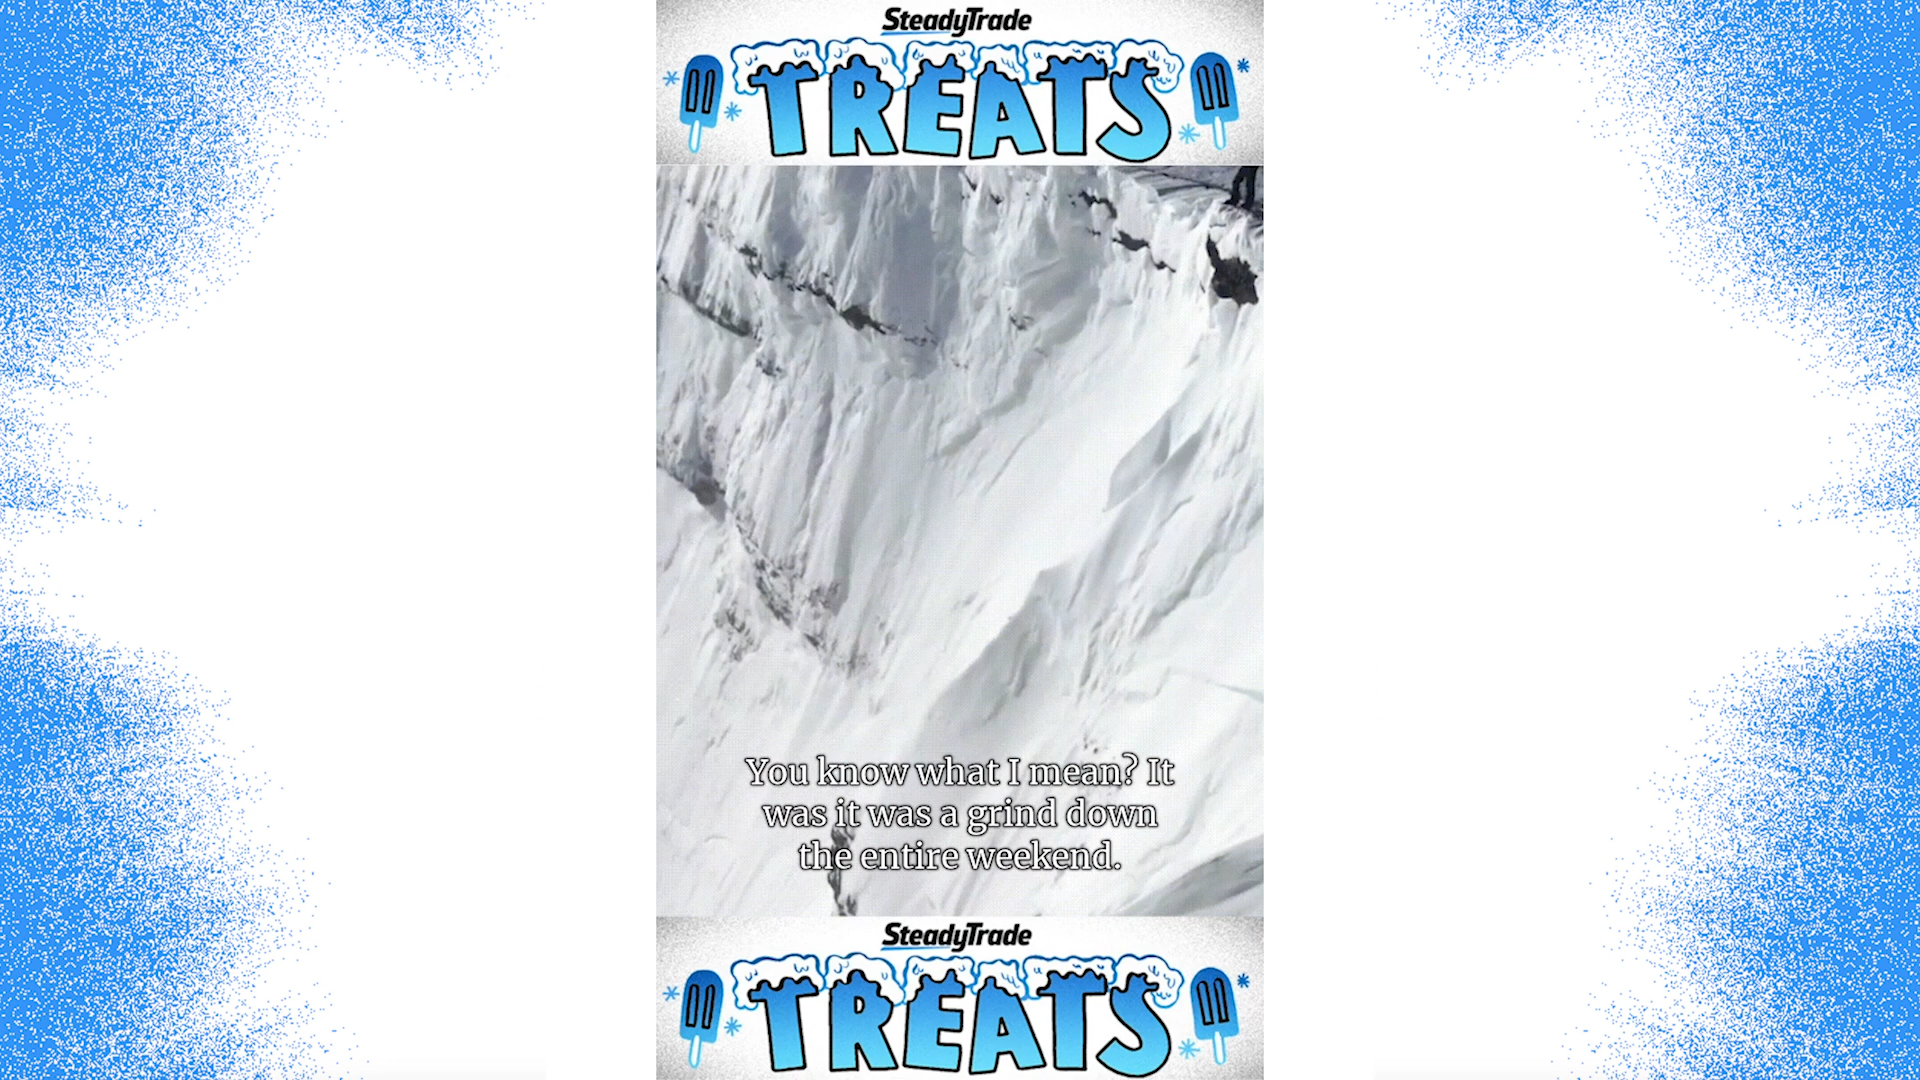 SteadyTrade
TREATS
You know what I mean? It
was it was a grind down
the entire weekend.
SteadyTrade
TREATS